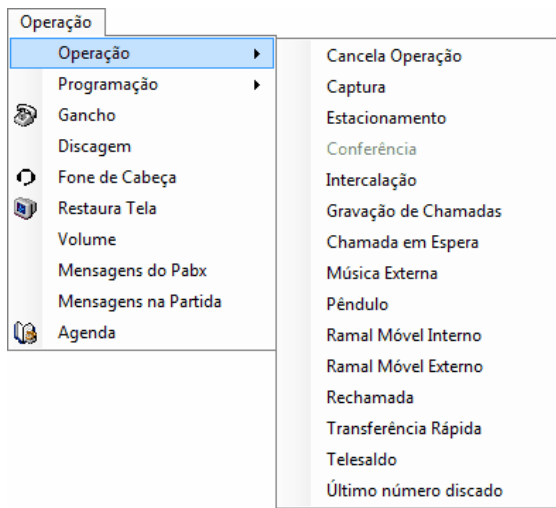 Operação
Operação
Programação
Gancho
Discagem
Fone de Cabeça
Restaura Tela
Volume
Mensagens do Pabx
Mensagens na Partida
Agenda
Cancela Operação
Captura
Estacionamento
Conferência
Intercalação
Gravação de Chamadas
Chamada em Espera
Música Externa
Pêndulo
Ramal Móvel Interno
Ramal Móvel Externo
Rechamada
Transferência Rápida
Telesaldo
Último número discado